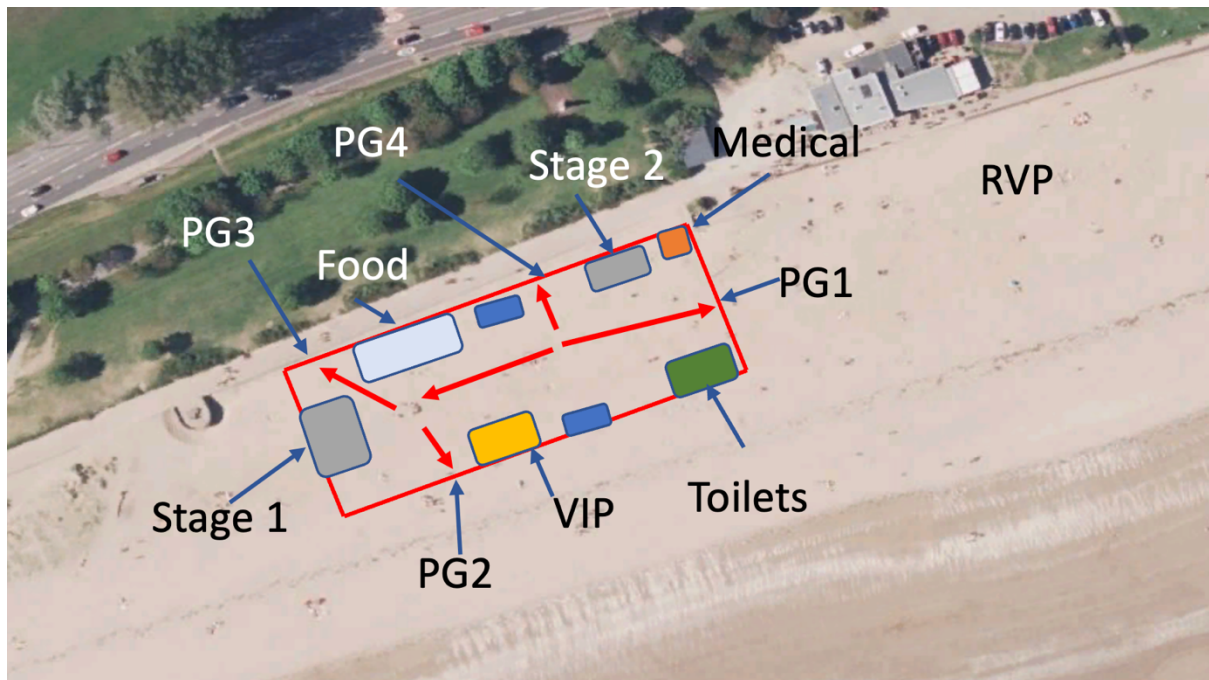 PG4
Stage 2
Medical
RVP
PG3
Food
PG1
Stage 1
VIP
Toilets
PG2